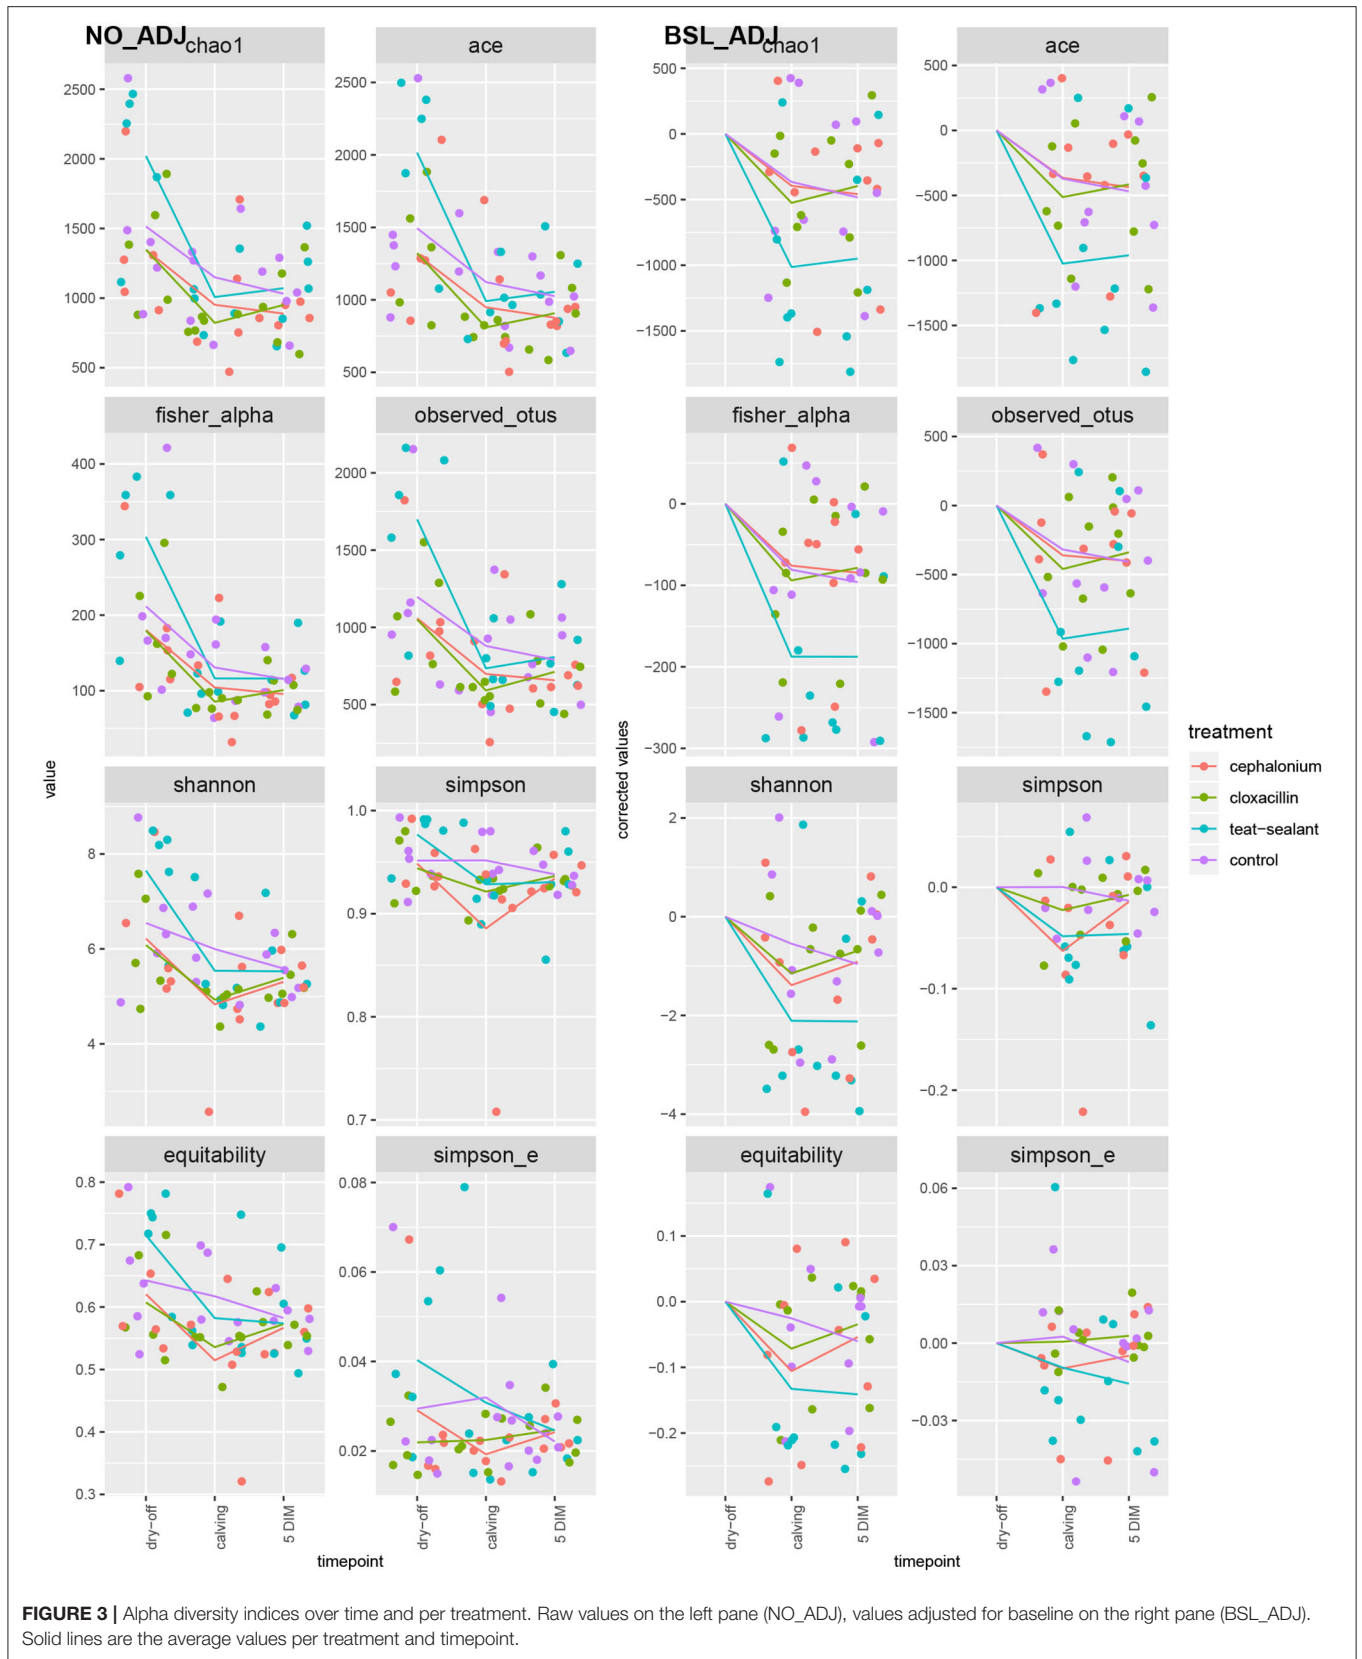 NO_ADJ
BSL_ADJ
chao1
ace
chao1
ace
2500
2000
1500
1000
500
2500
2000
1500
1000
500
500
0
−500
−1000
−1500
500
0
−500
−1000
−1500
fisher_alpha
observed_otus
fisher_alpha
observed_otus
400
300
200
100
2000
1500
1000
500
0
−100
−200
−300
500
0
−500
−1000
−1500
value
corrected values
shannon
simpson
shannon
simpson
8
6
4
1.0
0.9
0.8
0.7
2
0
−2
−4
0.0
−0.1
−0.2
equitability
simpson_e
equitability
simpson_e
0.8
0.7
0.6
0.5
0.4
0.3
0.08
0.06
0.04
0.02
0.1
0.0
−0.1
−0.2
0.06
0.03
0.00
−0.03
dry−off
calving
5 DIM
dry−off
calving
5 DIM
dry−off
calving
5 DIM
dry−off
calving
5 DIM
timepoint
timepoint
treatment
cephalonium
cloxacillin
teat−sealant
control
FIGURE 3 | Alpha diversity indices over time and per treatment. Raw values on the left pane (NO_ADJ), values adjusted for baseline on the right pane (BSL_ADJ).
Solid lines are the average values per treatment and timepoint.